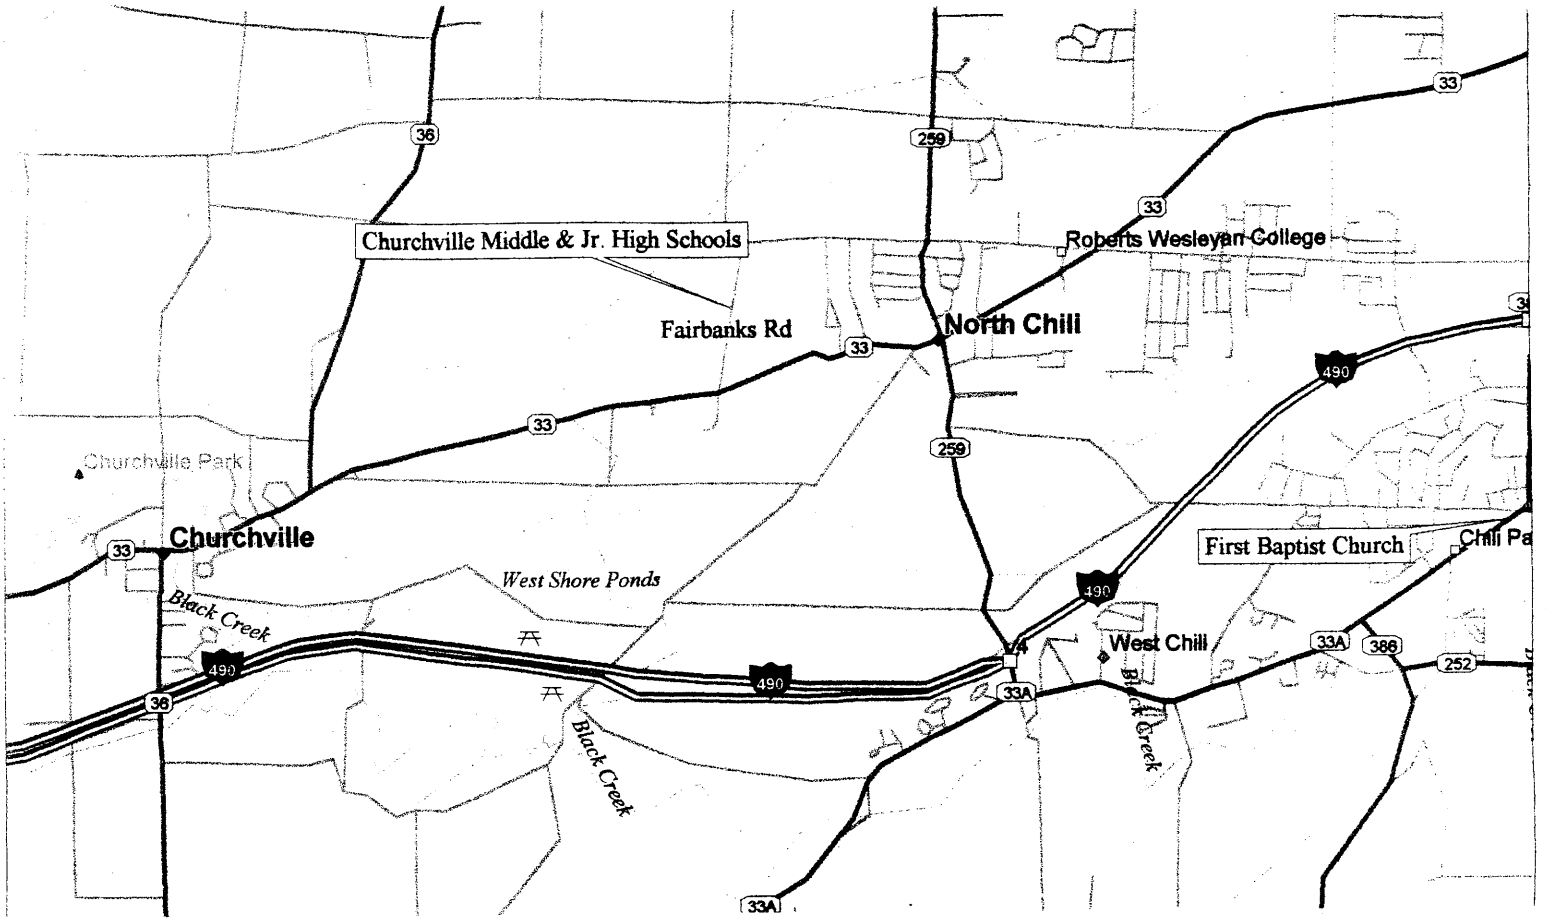 33
36
259
33
Churchville Middle & Jr. High Schools
Roberts Wesleyan College
Fairbanks Rd
North Chili
33
490
33
259
Churchville Park
Churchville
33
First Baptist Church
West Shore Ponds
490
Black Creek
4
West Chili
33A
386
252
490
490
36
33A
Black Creek
Black Creek
33A